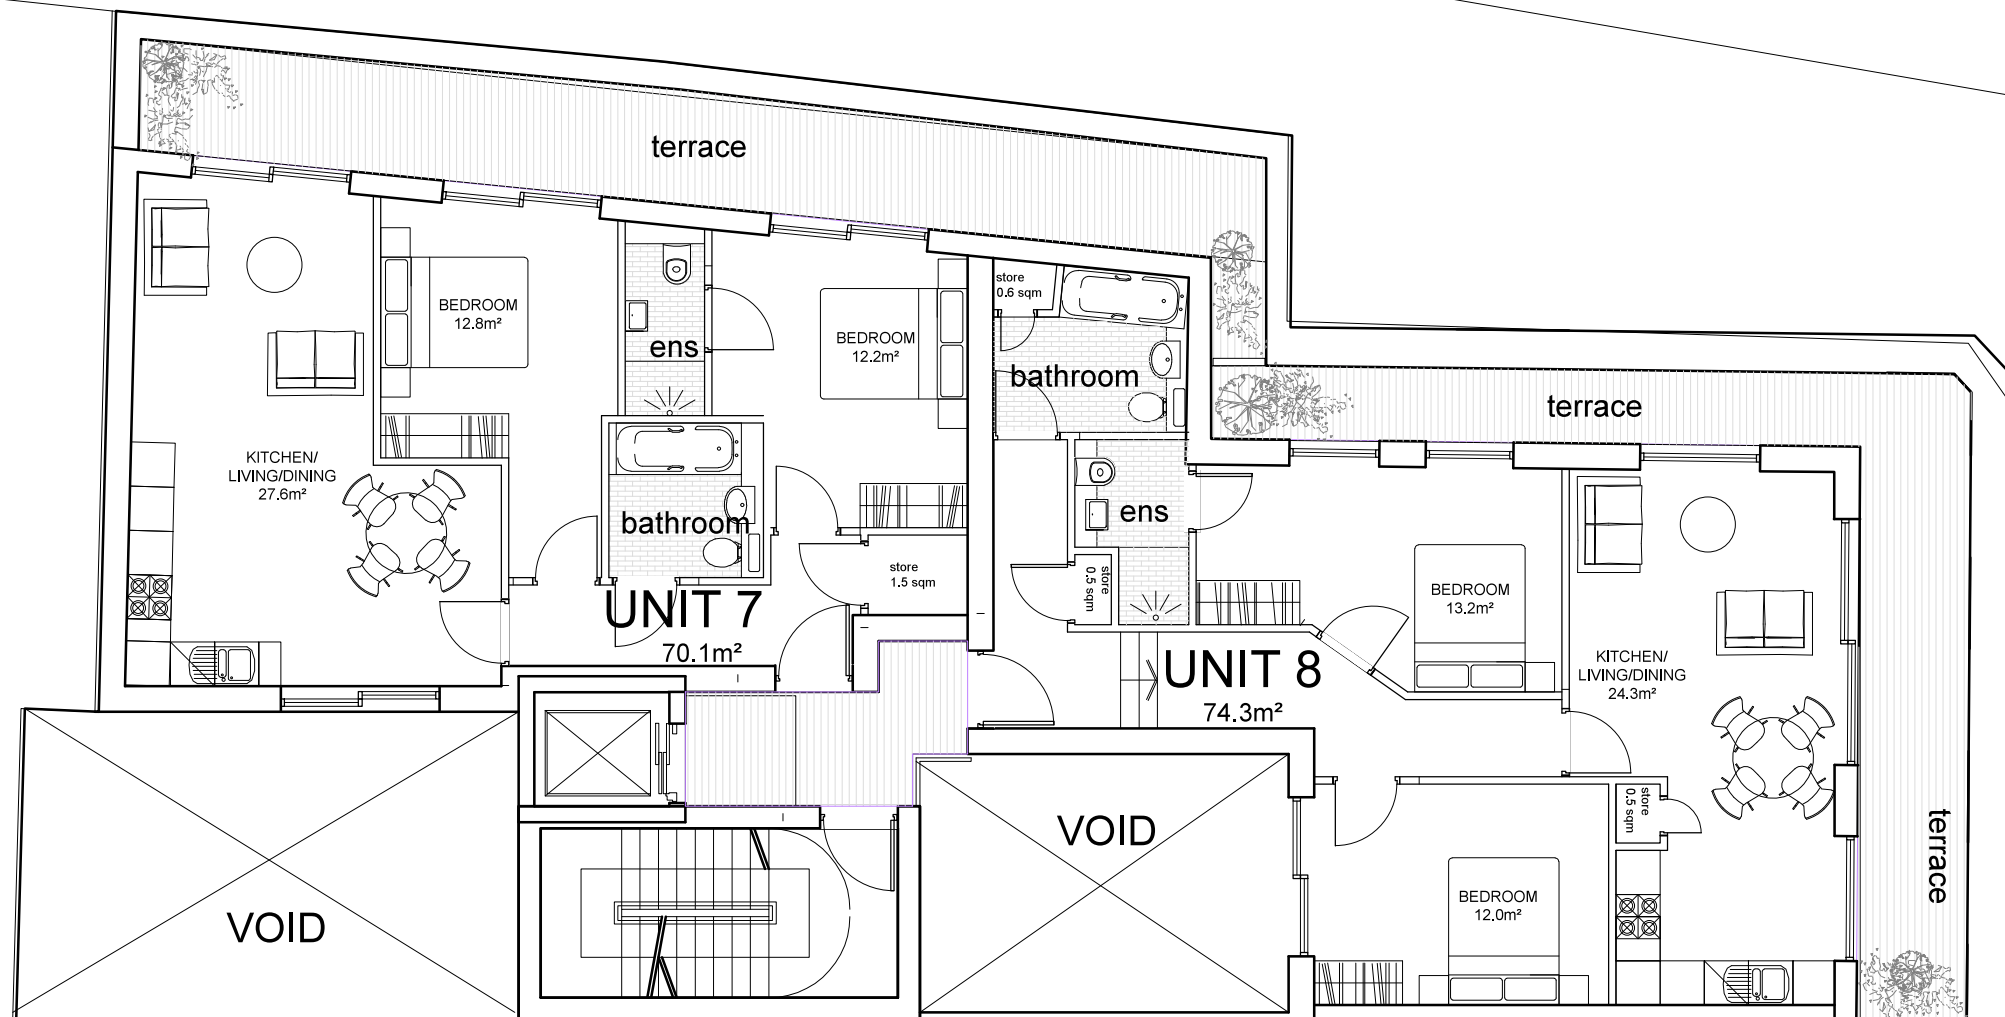 terrace
store
0.6 sqm
BEDROOM
12.8m²
ens
BEDROOM
12.2m²
bathroom
terrace
KITCHEN/
LIVING/DINING
27.6m²
bathroom
ens
store
1.5 sqm
store
0.5 sqm
UNIT 7
70.1m²
BEDROOM
13.2m²
UNIT 8
74.3m²
KITCHEN/
LIVING/DINING
24.3m²
store
0.5 sqm
VOID
terrace
VOID
BEDROOM
12.0m²